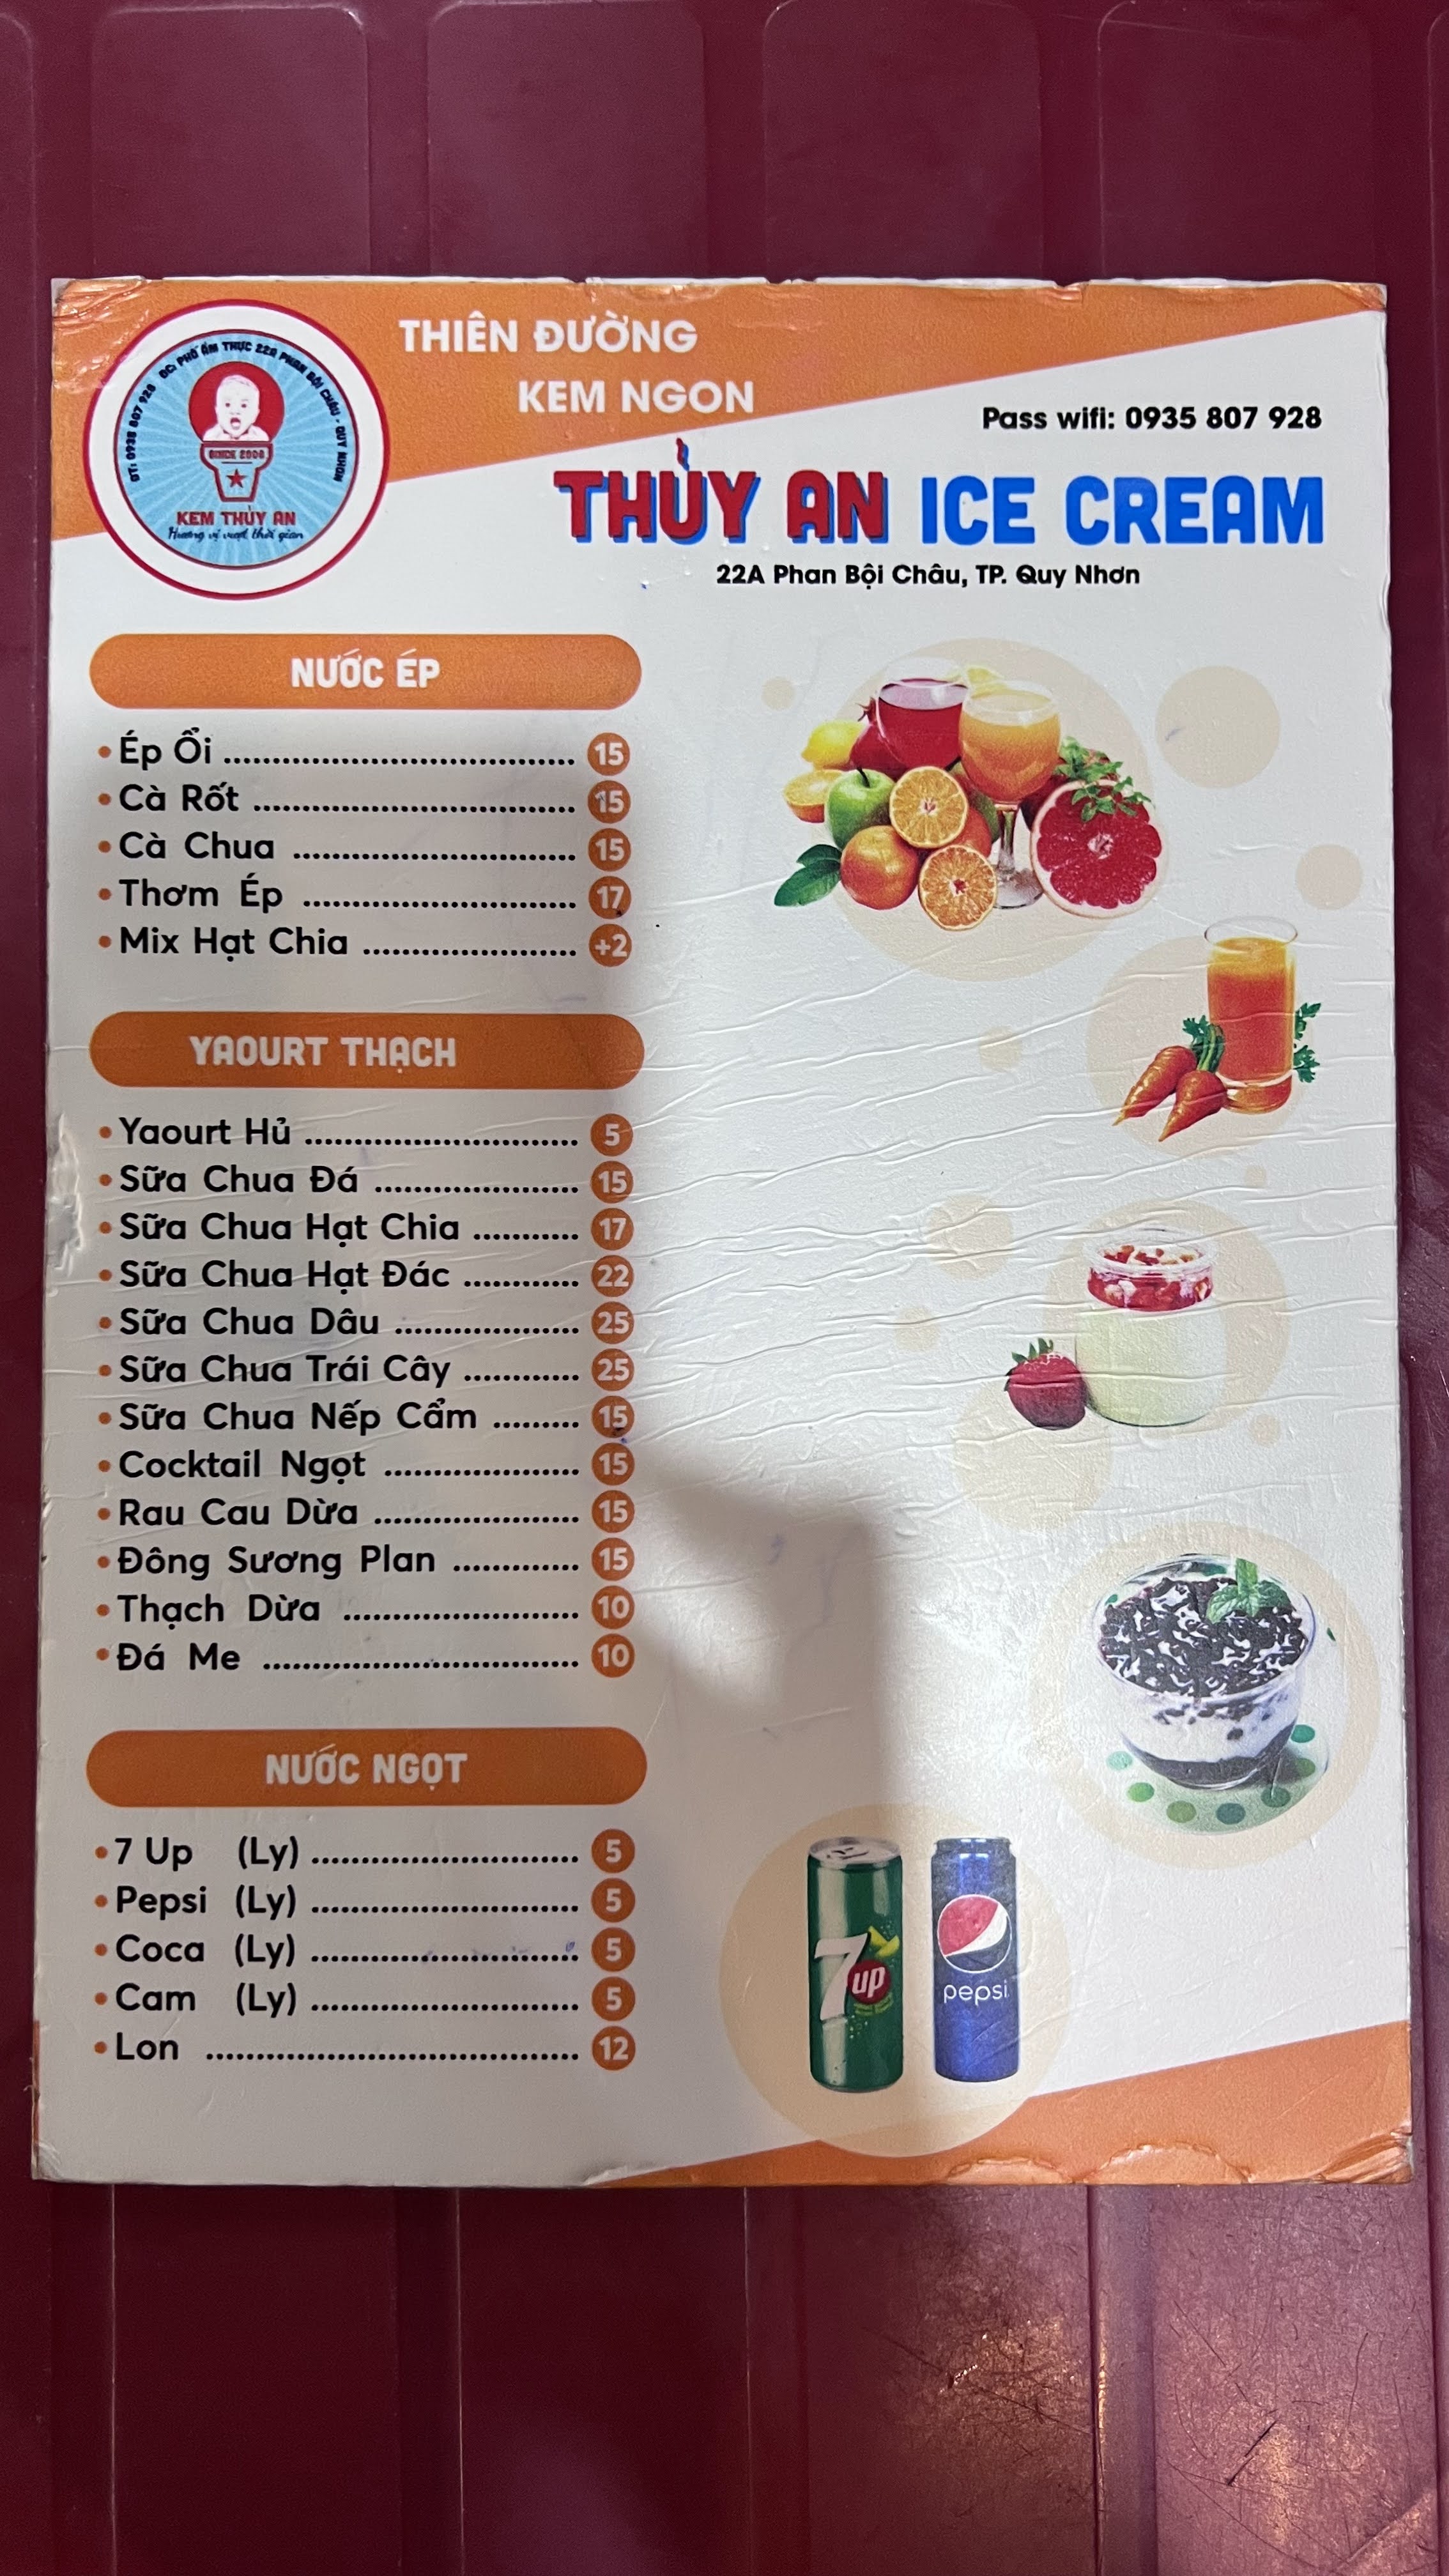 THIÊN ĐƯỜNG
KEM NGON
ĐT: 0935 807 928 ĐC: PHỐ ẨM THỰC 22A PHAN BỘI CHÂU - QUY NHƠN
SINCE 2006
KEM THỦY AN
Hương vị vượt thời gian
Pass wifi: 0935 807 928
THỦY AN ICE CREAM
22A Phan Bội Châu, TP. Quy Nhơn
NƯỚC ÉP
• Ép Ổi .................................... 15
• Cà Rốt ................................. 15
• Cà Chua ............................. 15
• Thơm Ép ............................ 17
• Mix Hạt Chia ...................... +2
YAOURT THẠCH
• Yaourt Hủ ............................ 5
• Sữa Chua Đá ..................... 15
• Sữa Chua Hạt Chia ........... 17
• Sữa Chua Hạt Đác ............ 22
• Sữa Chua Dâu ................... 25
• Sữa Chua Trái Cây ............ 25
• Sữa Chua Nếp Cẩm ......... 15
• Cocktail Ngọt .................... 15
• Rau Cau Dừa ..................... 15
• Đông Sương Plan ............. 15
• Thạch Dừa ........................ 10
• Đá Me ................................ 10
NƯỚC NGỌT
• 7 Up (Ly) ........................... 5
• Pepsi (Ly) ........................... 5
• Coca (Ly) ........................... 5
• Cam (Ly) ........................... 5
• Lon ..................................... 12
7up
pepsi